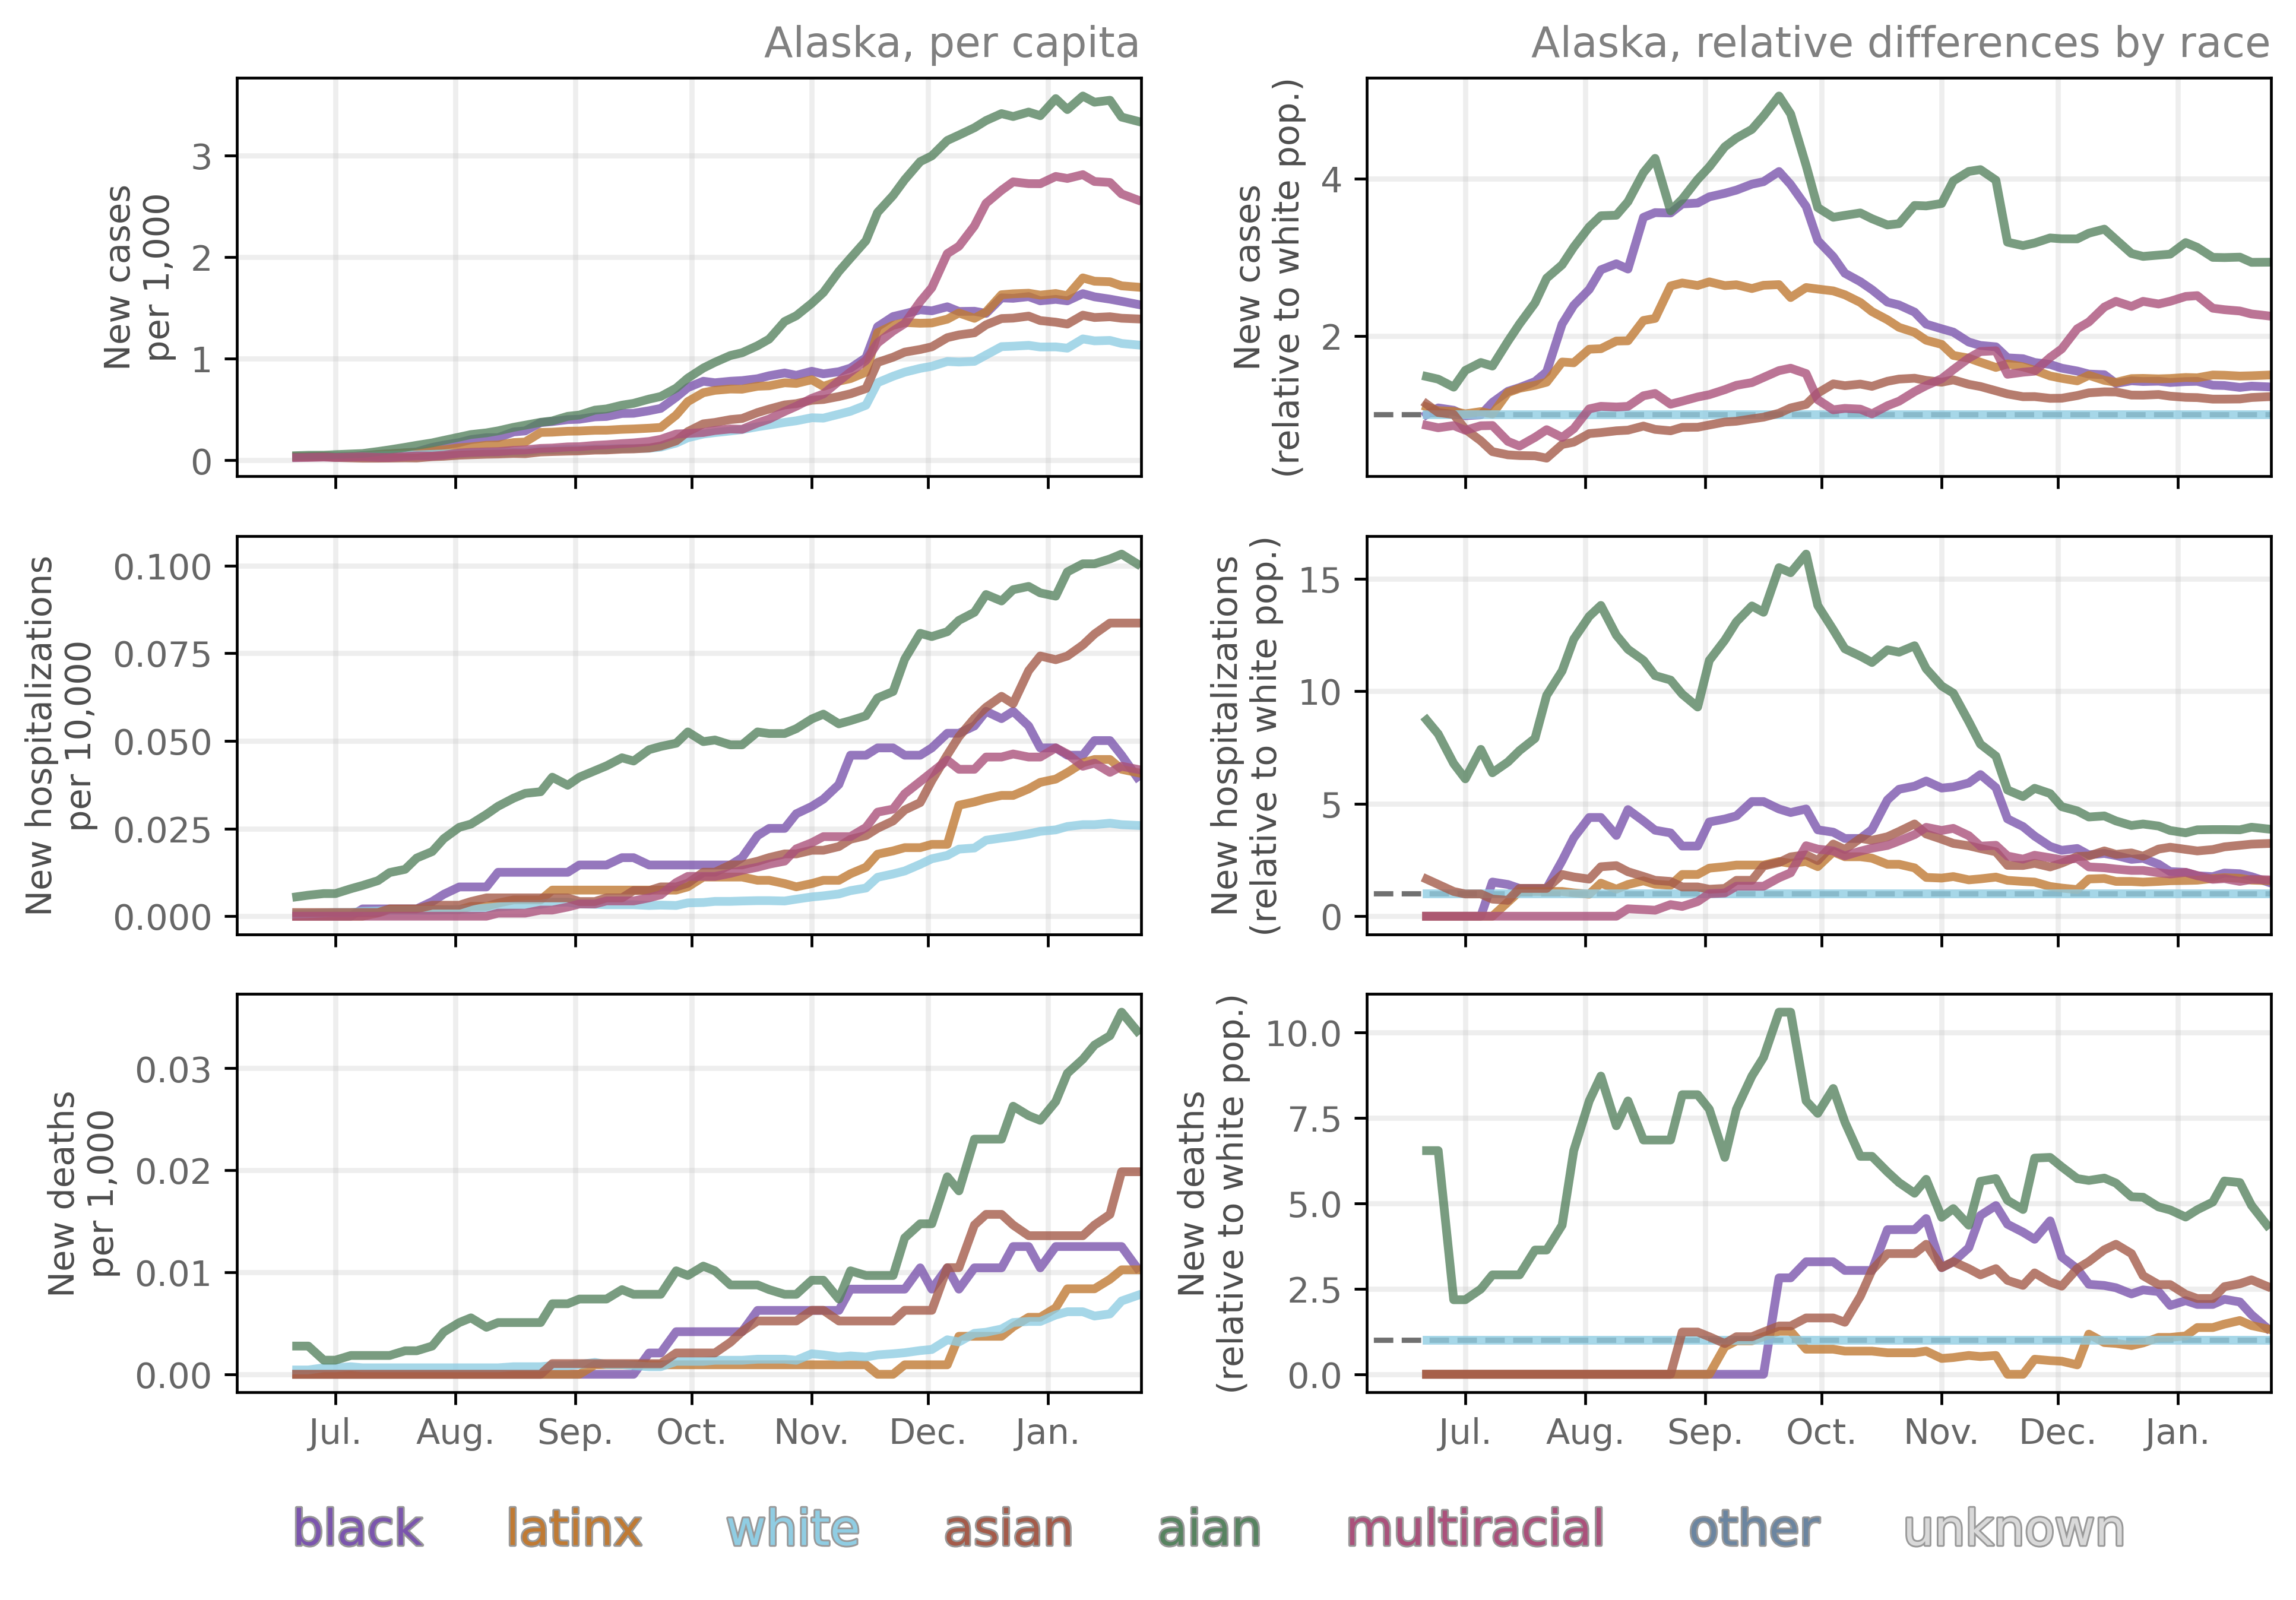 Alaska, per capita
Alaska, relative differences by race
New cases
per 1,000
3
2
1
0
New cases
(relative to white pop.)
4
2
New hospitalizations
per 10,000
0.100
0.075
0.050
0.025
0.000
New hospitalizations
(relative to white pop.)
15
10
5
0
New deaths
per 1,000
0.03
0.02
0.01
0.00
New deaths
(relative to white pop.)
10.0
7.5
5.0
2.5
0.0
Jul. Aug. Sep. Oct. Nov. Dec. Jan.
Jul. Aug. Sep. Oct. Nov. Dec. Jan.
black latinx white asian aian multiracial other unknown